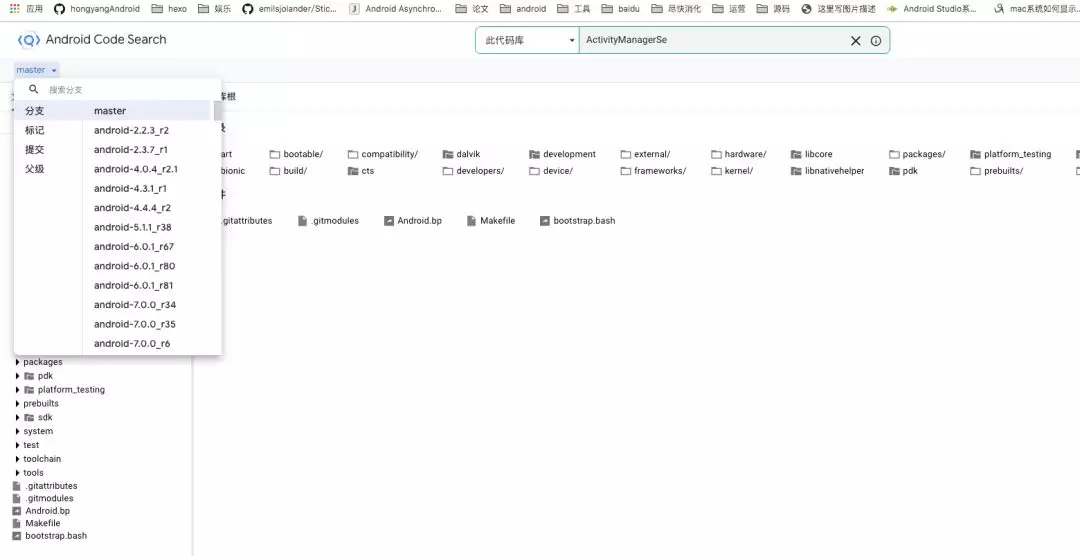 应用 hongyangAndroid hexo 娱乐 emilsjolander/Stic... Android Asynchro... 论文 android 工具 baidu 尽快消化 运营 源码 这里写图片描述 Android Studio系... mac系统如何显示
Android Code Search 此代码库 ActivityManagerSe
master
搜索分支 库根
分支 master
标记 android-2.2.3_r2
提交 android-2.3.7_r1
父级 android-4.0.4_r2.1
android-4.3.1_r1
android-4.4.4_r2
android-5.1.1_r38
android-6.0.1_r67
android-6.0.1_r80
android-6.0.1_r81
android-7.0.0_r34
android-7.0.0_r35
android-7.0.0_r6
art bootable/ compatibility/ dalvik development external/ hardware/ libcore packages/ platform_testing
bionic build/ cts developers/ device/ frameworks/ kernel/ libnativehelper pdk prebuilts/
件
.gitattributes .gitmodules Android.bp Makefile bootstrap.bash
packages
pdk
platform_testing
prebuilts
sdk
system
test
toolchain
tools
.gitattributes
.gitmodules
Android.bp
Makefile
bootstrap.bash